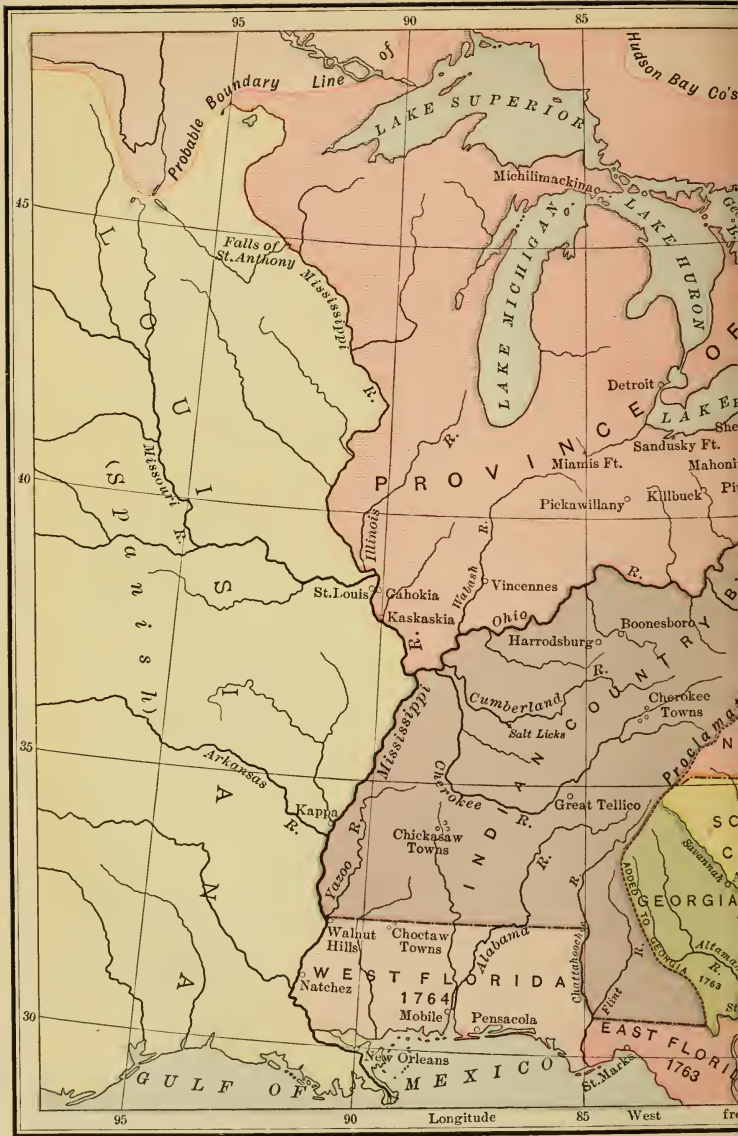 95
90
85
Probable Boundary Line of
Hudson Bay Co's
LAKE SUPERIOR
Michilimackinac
45
Falls of
St. Anthony
Mississippi
R.
LAKE MICHIGAN
LAKE HURON
Detroit
LAKE
Sandusky Ft.
Miamis Ft.
PROVINCE OF
Pickawillany
Killbuck
LOUISIANA
(Spanish)
Missouri R.
40
Illinois
R.
Wabash R.
Vincennes
St. Louis
Cahokia
Kaskaskia
Ohio
R.
R.
Boonesboro
Harrodsburg
R.
Cumberland
Salt Licks
INDIAN COUNTRY B
Cherokee
Towns
35
Mississippi
Arkansas
R.
Kappa
Cherokee
R.
Great Tellico
Chickasaw
Towns
Yazoo R.
R.
R.
Savannah
GEORGIA
ADDED TO GEORGIA 1763
R.
Walnut
Hills
Choctaw
Towns
Alabama
Chattahoochee
Flint
R.
Natchez
WEST FLORIDA
1764
Mobile
Pensacola
30
EAST FLORI
1763
New Orleans
St. Marks
GULF OF MEXICO
95
90
Longitude
85
West